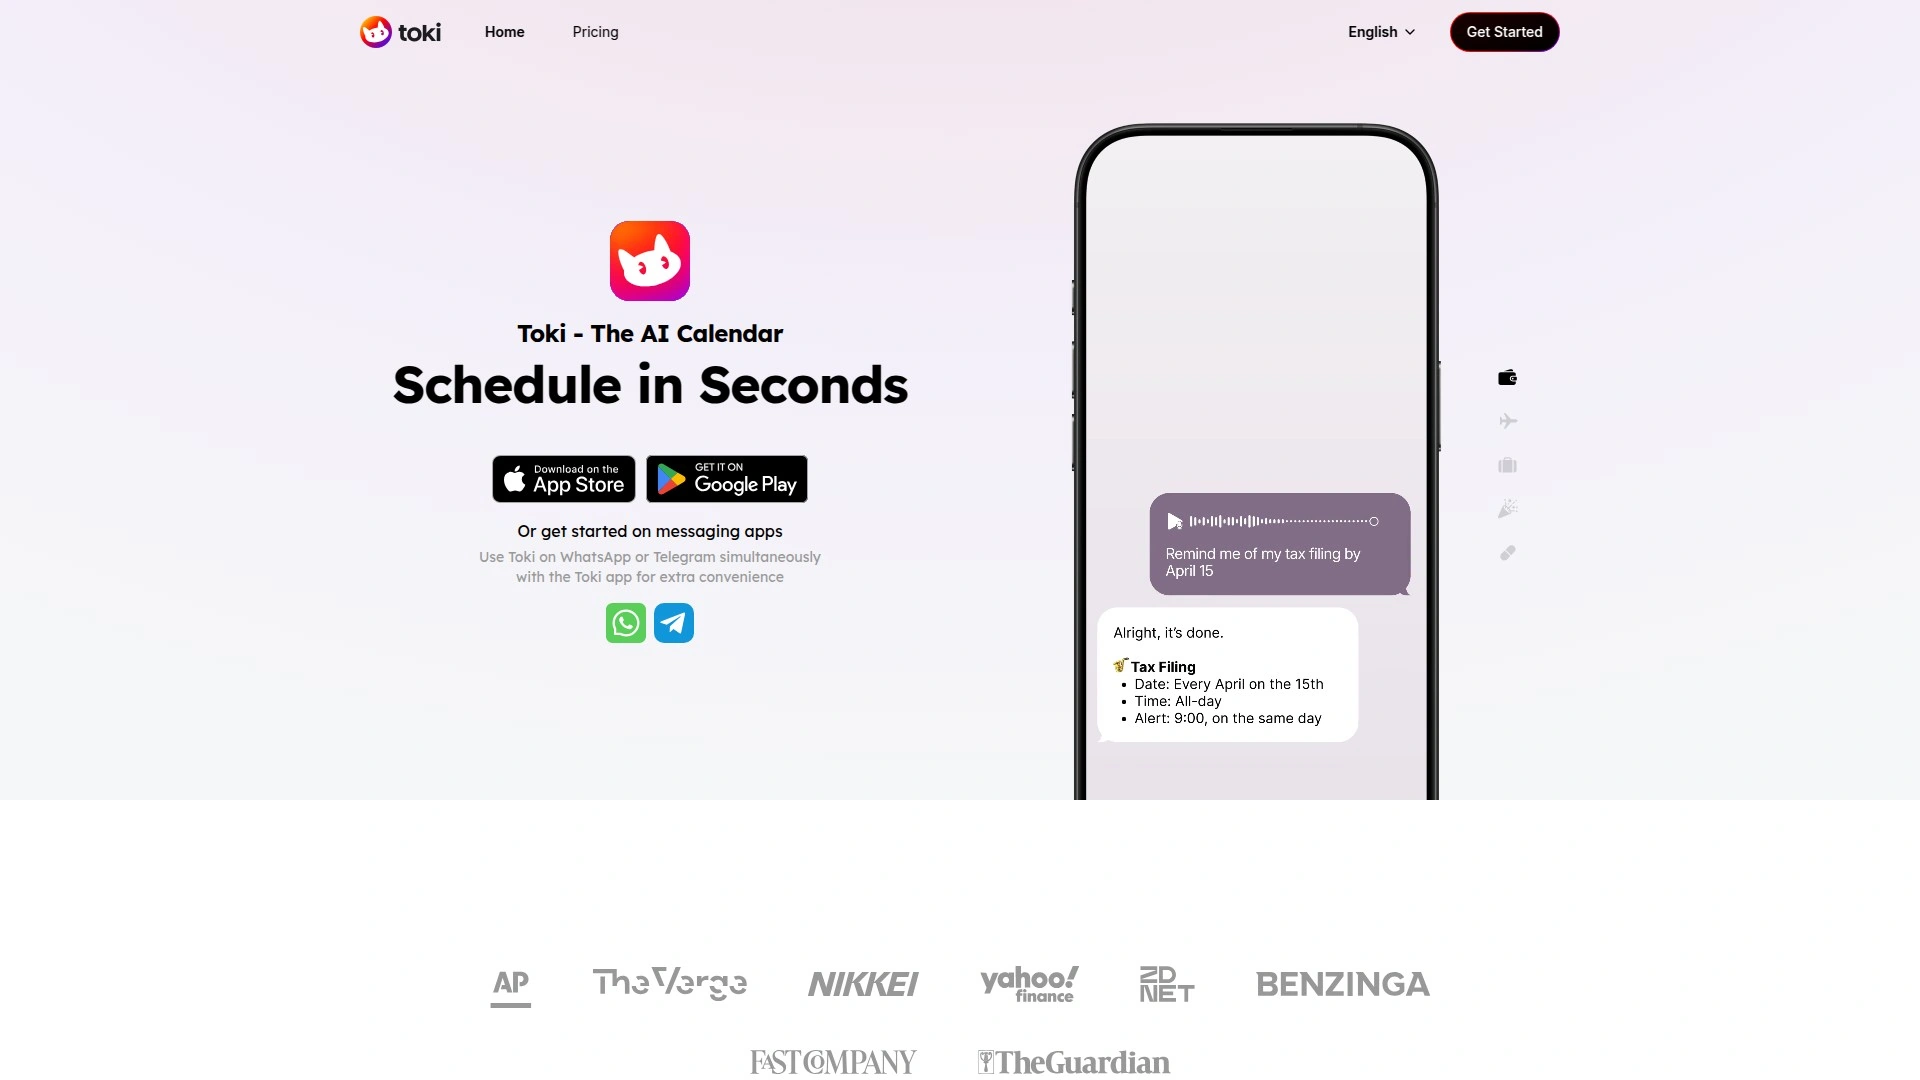 toki
Home
Pricing
English
Get Started
Toki - The AI Calendar
Schedule in Seconds
Download on the
App Store
GET IT ON
Google Play
Or get started on messaging apps
Use Toki on WhatsApp or Telegram simultaneously
with the Toki app for extra convenience
Remind me of my tax filing by
April 15
Alright, it’s done.
Tax Filing
• Date: Every April on the 15th
• Time: All-day
• Alert: 9:00, on the same day
AP
The Verge
NIKKEI
yahoo!
finance
ZD
NET
BENZINGA
FAST COMPANY
TheGuardian